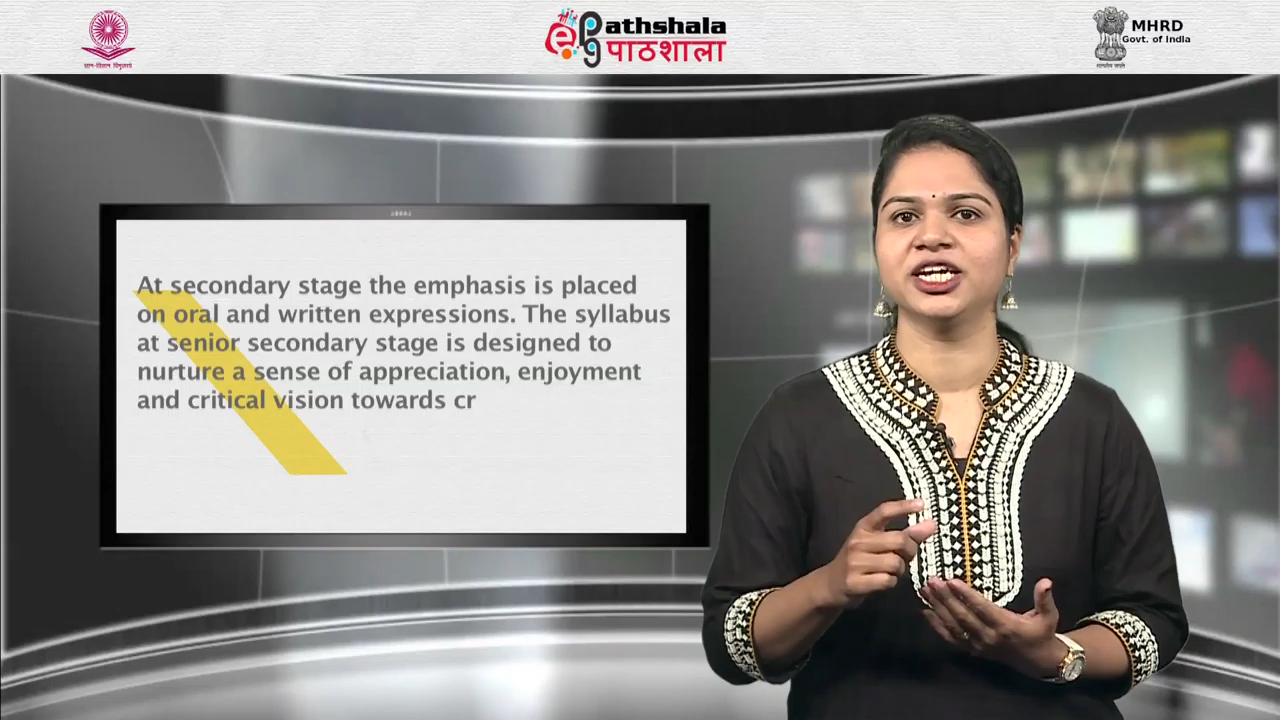 ePathshala
पाठशाला
MHRD
Govt. of India
At secondary stage the emphasis is placed
on oral and written expressions. The syllabus
at senior secondary stage is designed to
nurture a sense of appreciation, enjoyment
and critical vision towards cr